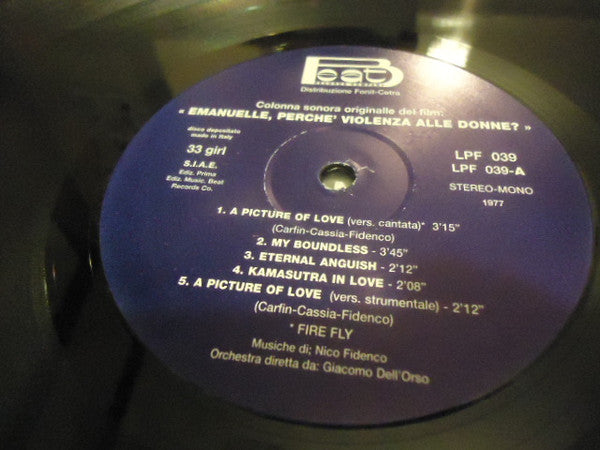 Beat
RECORDS COMPANY
Distribuzione Fonit-Cetra
Colonna sonora originalle del film:
« EMANUELLE, PERCHE' VIOLENZA ALLE DONNE? »
disco depositato
made in Italy
33 giri
S.I.A.E.
Ediz. Prima
Ediz. Music. Beat
Records Co.
LPF 039
LPF 039-A
STEREO-MONO
1977
1. A PICTURE OF LOVE (vers. cantata)* 3'15"
(Carfin-Cassia-Fidenco)
2. MY BOUNDLESS - 3'45"
3. ETERNAL ANGUISH - 2'12"
4. KAMASUTRA IN LOVE - 2'08"
5. A PICTURE OF LOVE (vers. strumentale) - 2'12"
(Carfin-Cassia-Fidenco)
* FIRE FLY
Musiche di; Nico Fidenco
Orchestra diretta da: Giacomo Dell'Orso